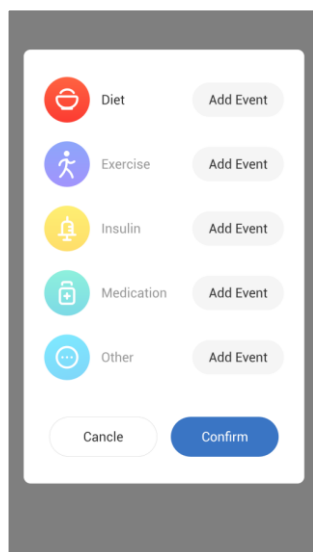 Diet Add Event
Exercise Add Event
Insulin Add Event
Medication Add Event
Other Add Event
Cancle Confirm